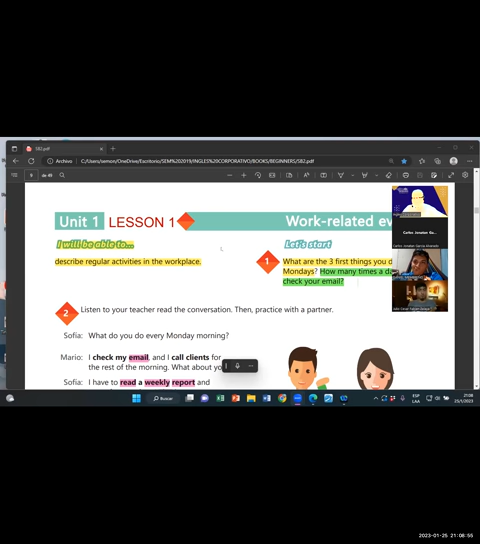 SB2.pdf
Archivo
C:/Users/semon/OneDrive/Escritorio/SEM%202019/INGLES%20CORPORATIVO/BOOKS/BEGINNERS/SB2.pdf
9
de 45
Unit 1 LESSON 1
Work-related ev
I will be able to...
describe regular activities in the workplace.
Let's start
1
What are the 3 first things you d
Mondays? How many times a da
check your email?
2
Listen to your teacher read the conversation. Then, practice with a partner.
Sofia: What do you do every Monday morning?
Mario: I check my email, and I call clients for
the rest of the morning. What about yo
Sofia: I have to read a weekly report and
Buscar
ESP
LAA
21:08
25/1/2023
2023-01-25 21:08:55